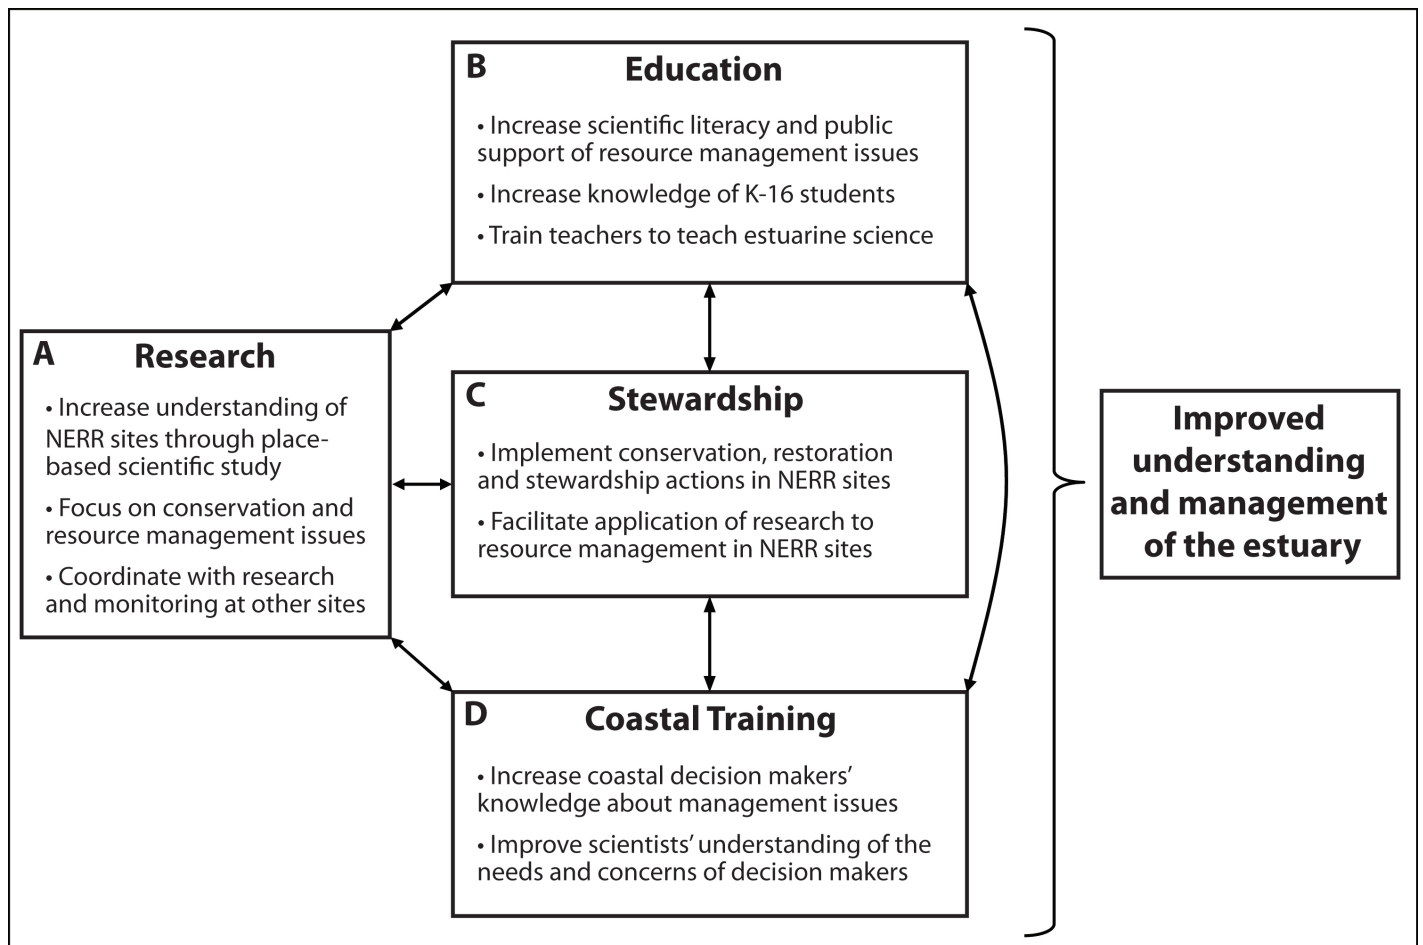 B Education
• Increase scientific literacy and public
support of resource management issues
• Increase knowledge of K-16 students
• Train teachers to teach estuarine science
A Research
• Increase understanding of
NERR sites through place-
based scientific study
• Focus on conservation and
resource management issues
• Coordinate with research
and monitoring at other sites
C Stewardship
• Implement conservation, restoration
and stewardship actions in NERR sites
• Facilitate application of research to
resource management in NERR sites
D Coastal Training
• Increase coastal decision makers’
knowledge about management issues
• Improve scientists’ understanding of the
needs and concerns of decision makers
Improved
understanding
and management
of the estuary